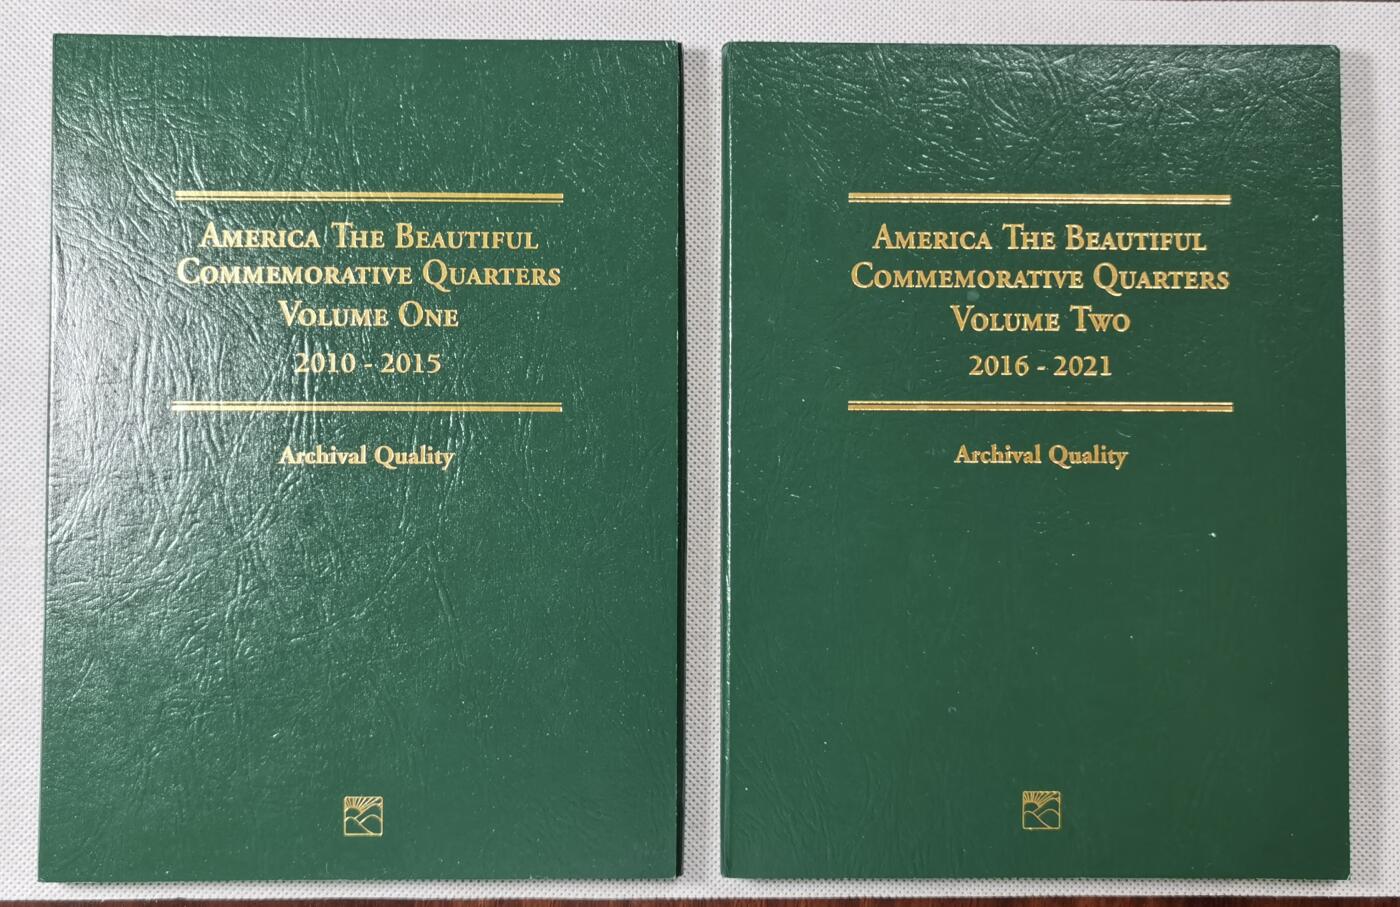 America The Beautiful
Commemorative Quarters
Volume One
2010 - 2015
Archival Quality
America The Beautiful
Commemorative Quarters
Volume Two
2016 - 2021
Archival Quality